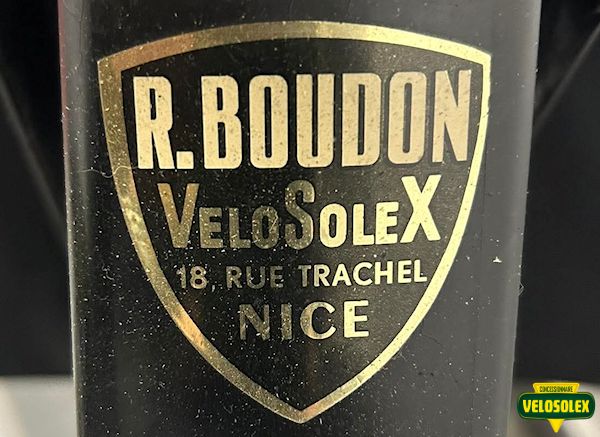 R. BOUDON
VELOSOLEX
18, RUE TRACHEL
NICE
CONCESSIONNAIRE
VELOSOLEX